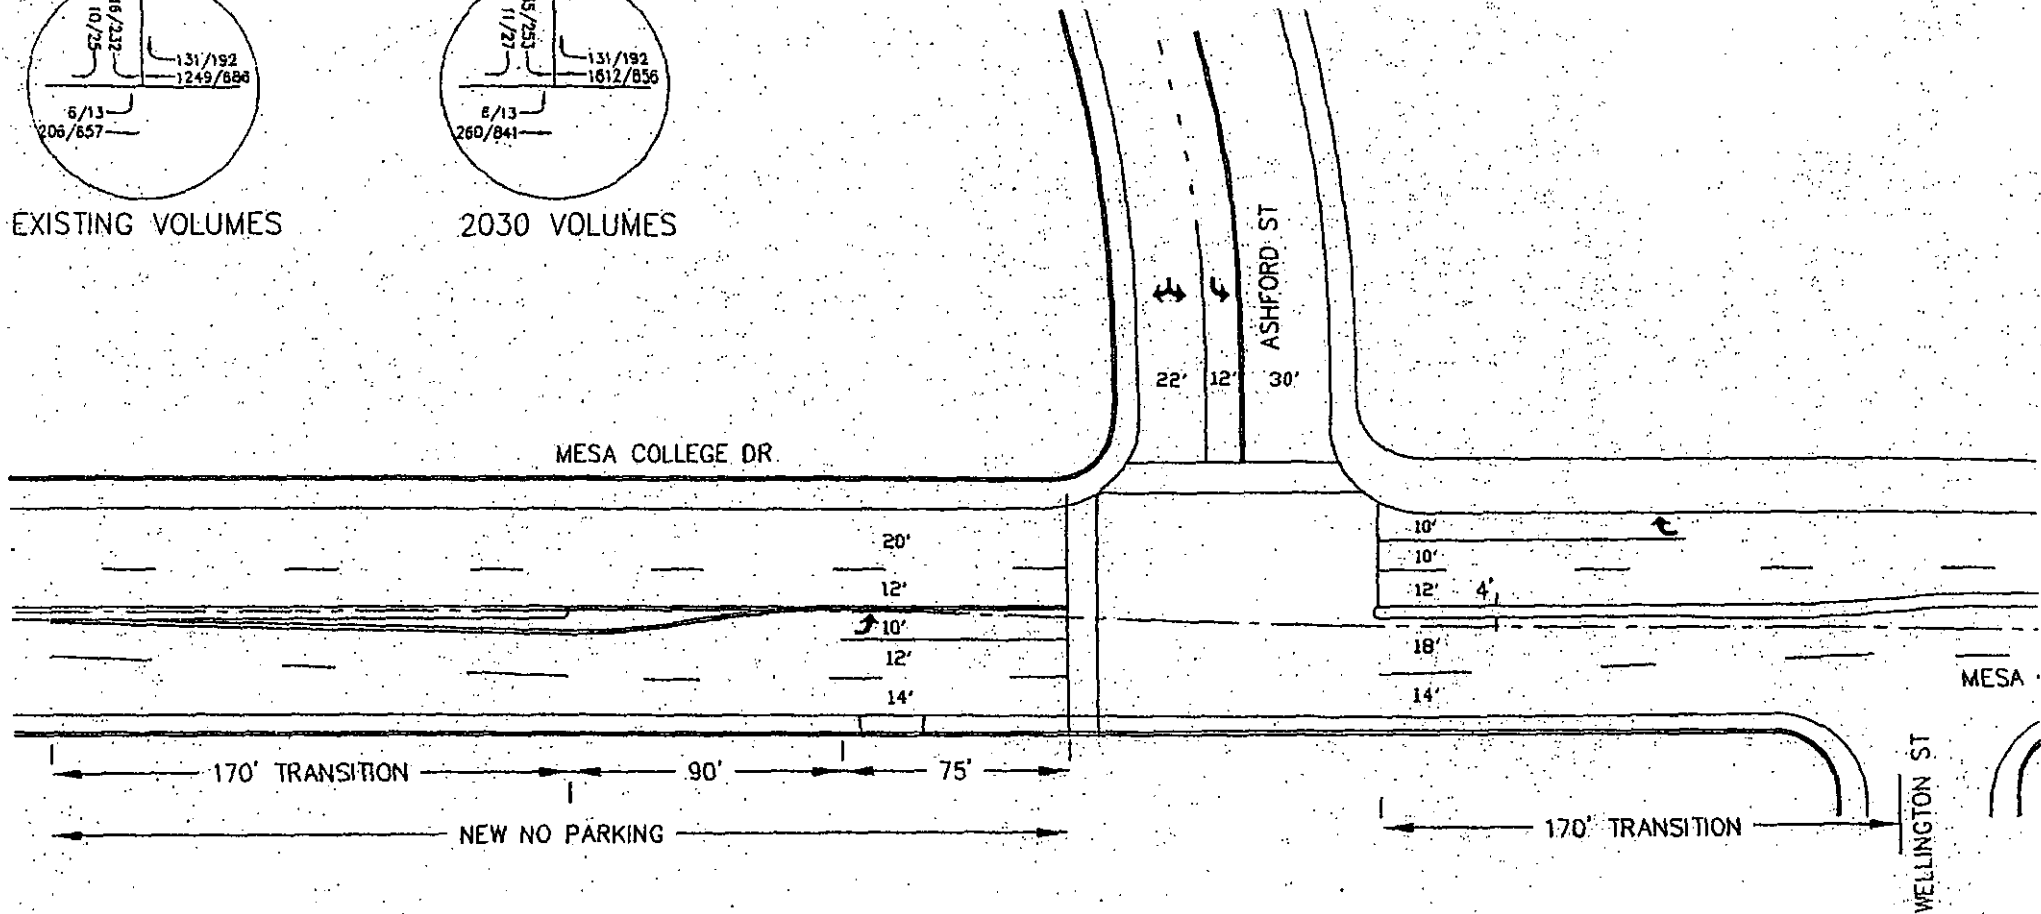 10/25
131/192
1249/886
6/13
206/657
EXISTING VOLUMES
11/27
131/192
1612/856
6/13
260/841
2030 VOLUMES
ASHFORD ST
22' 12' 30'
MESA COLLEGE DR.
20'
12'
10'
12'
14'
10'
10'
12' 4'
18'
14'
MESA
170' TRANSITION 90' 75'
NEW NO PARKING
170' TRANSITION
WELLINGTON ST